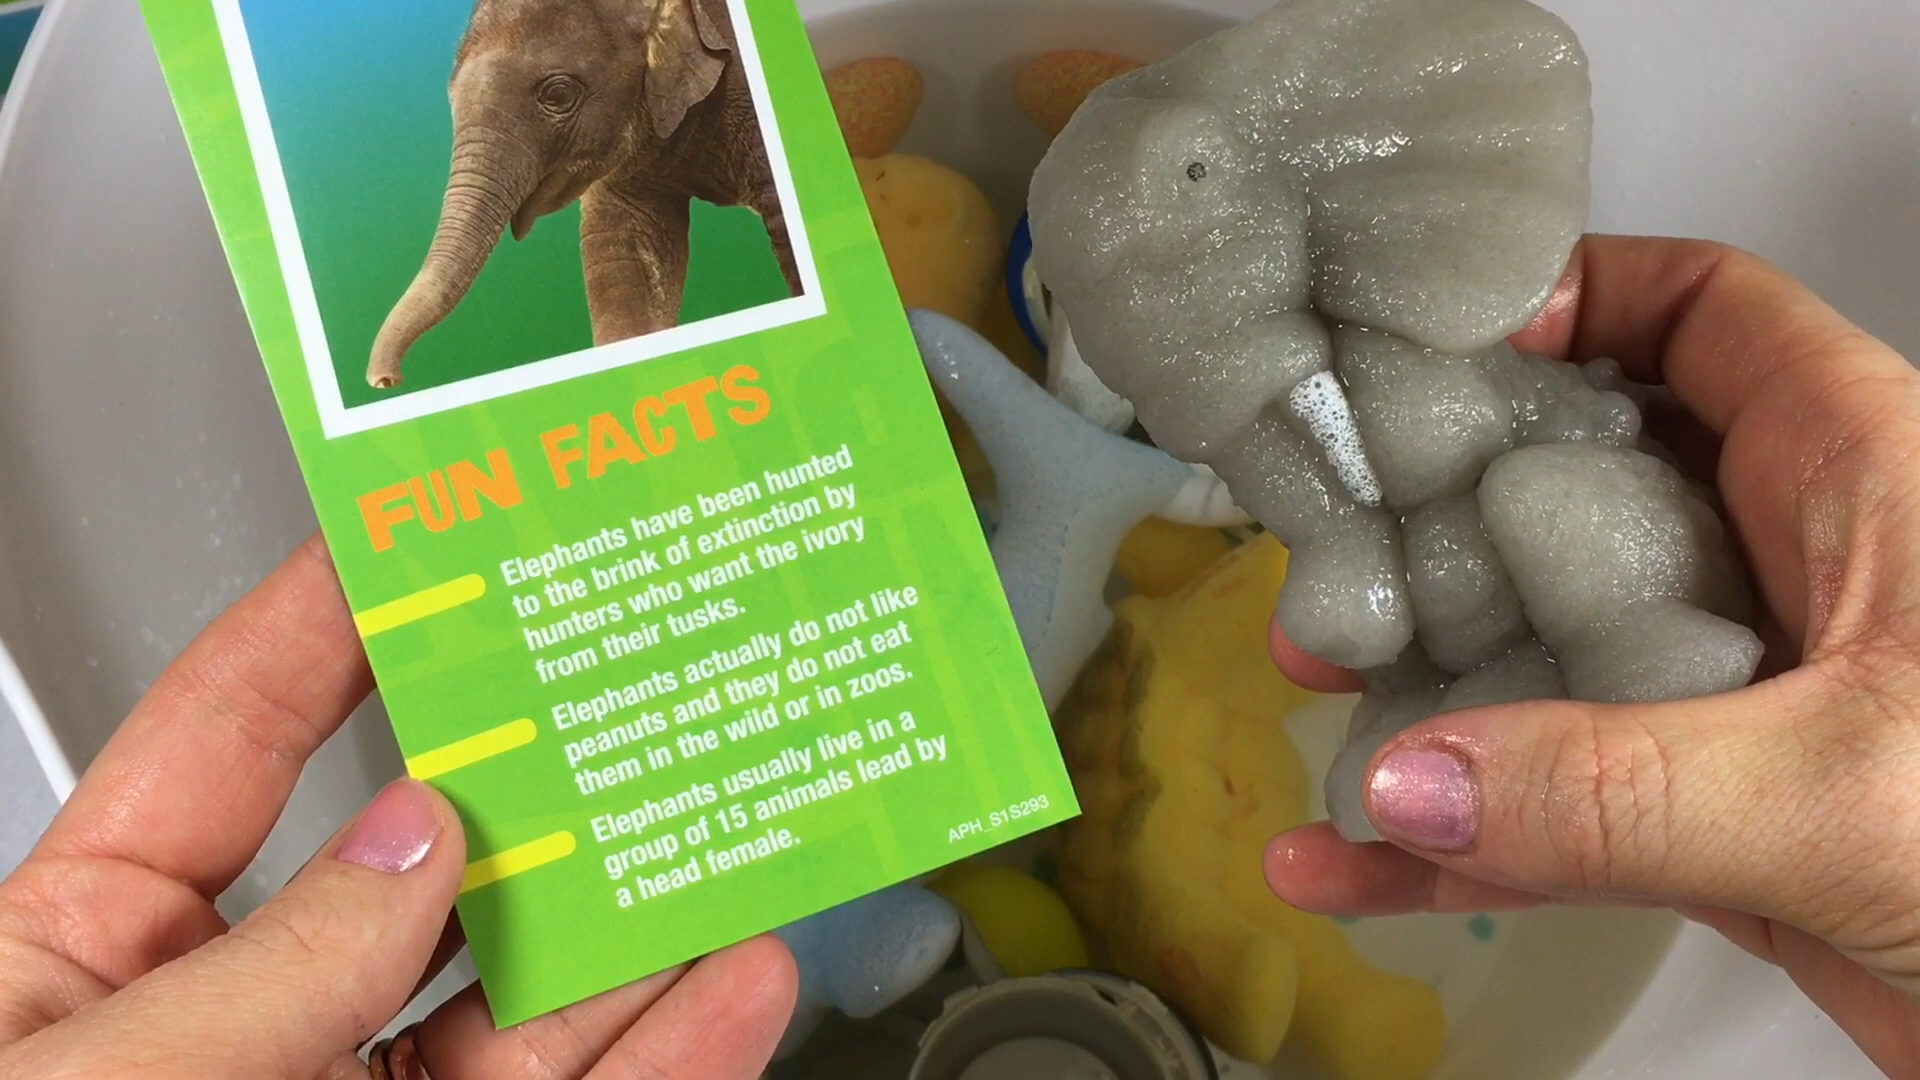 FUN FACTS
Elephants have been hunted
to the brink of extinction by
hunters who want the ivory
from their tusks.
Elephants actually do not like
peanuts and they do not eat
them in the wild or in zoos.
Elephants usually live in a
group of 15 animals lead by
a head female.
APH_S1S293